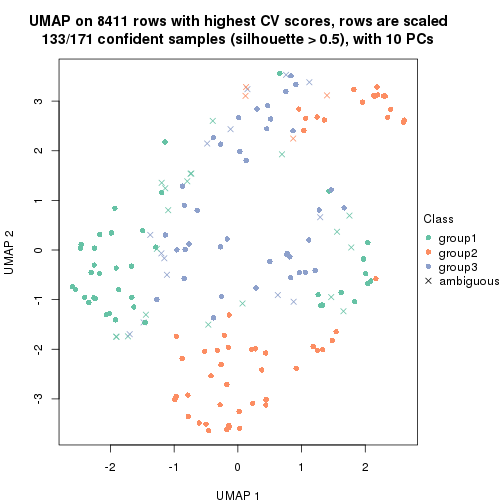 UMAP on 8411 rows with highest CV scores, rows are scaled
133/171 confident samples (silhouette > 0.5), with 10 PCs
3
2
1
0
-1
-2
-3
UMAP 2
-2
-1
0
1
2
UMAP 1
Class
group1
group2
group3
ambiguous